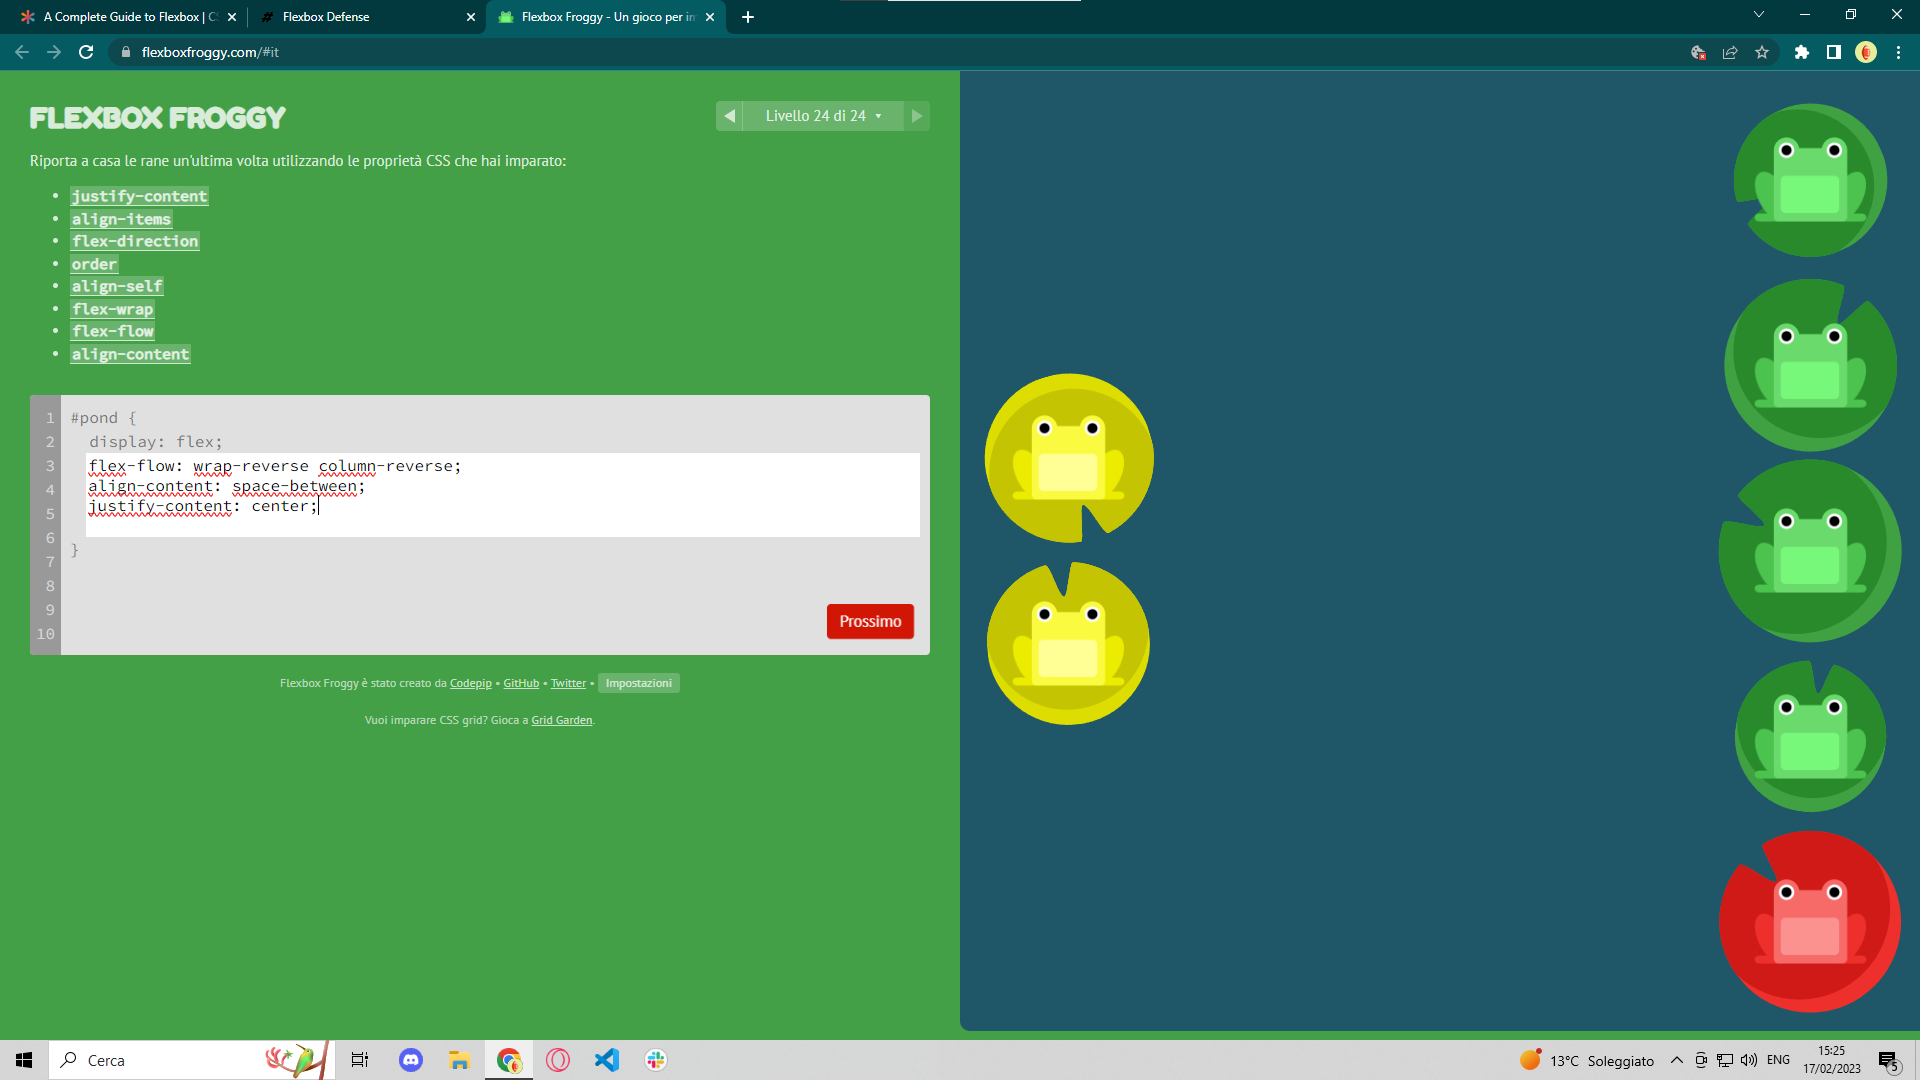 A Complete Guide to Flexbox | CS
Flexbox Defense
Flexbox Froggy - Un gioco per im
flexboxfroggy.com/#it
FLEXBOX FROGGY
Livello 24 di 24
Riporta a casa le rane un'ultima volta utilizzando le proprietà CSS che hai imparato:
justify-content
align-items
flex-direction
order
align-self
flex-wrap
flex-flow
align-content
1 #pond {
2 display: flex;
3 flex-flow: wrap-reverse column-reverse;
4 align-content: space-between;
5 justify-content: center;
6 }
7
8
9
10
Prossimo
Flexbox Froggy è stato creato da Codepip • GitHub • Twitter • Impostazioni
Vuoi imparare CSS grid? Gioca a Grid Garden.
Cerca
13°C Soleggiato
ENG
15:25
17/02/2023
5